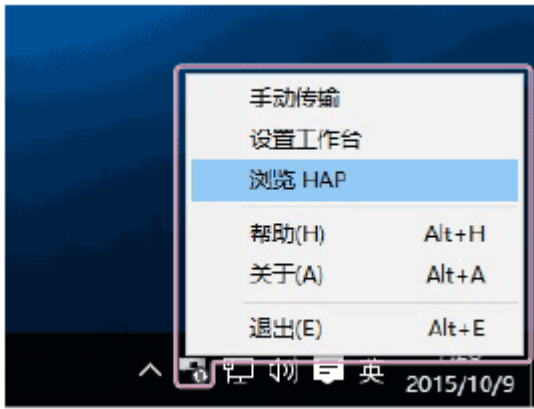 手动传输
设置工作台
浏览 HAP
帮助(H) Alt+H
关于(A) Alt+A
退出(E) Alt+E
英
2015/10/9